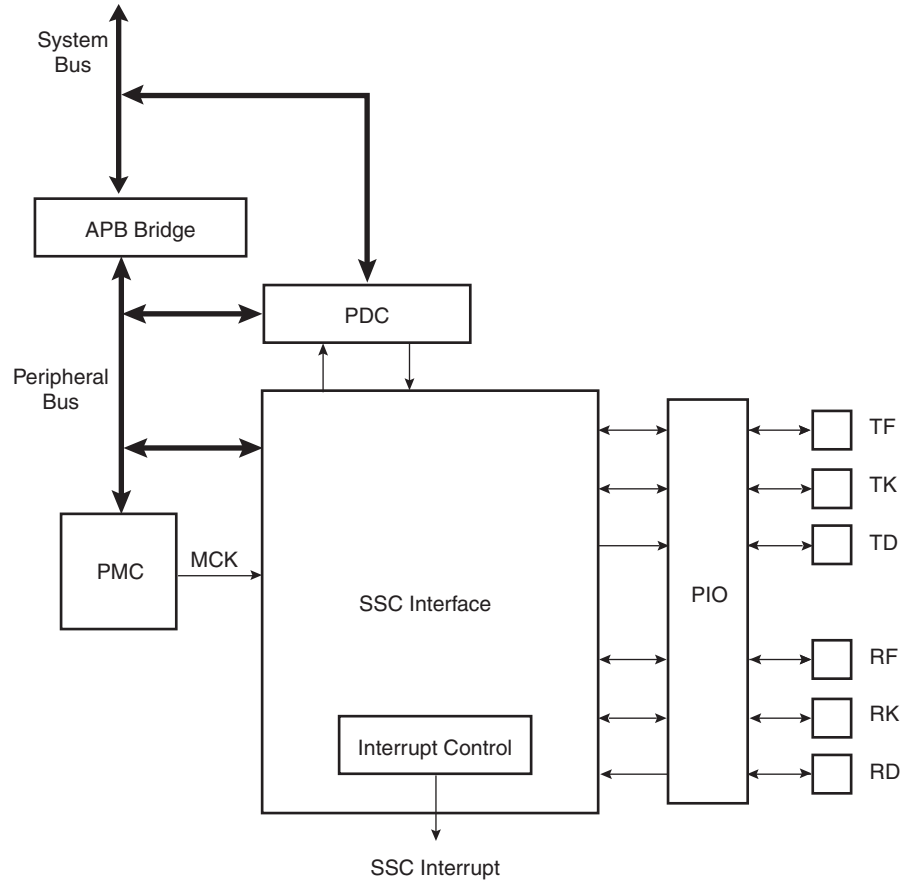 System
Bus
APB Bridge
PDC
Peripheral
Bus
PMC
MCK
SSC Interface
PIO
TF
TK
TD
RF
RK
RD
Interrupt Control
SSC Interrupt